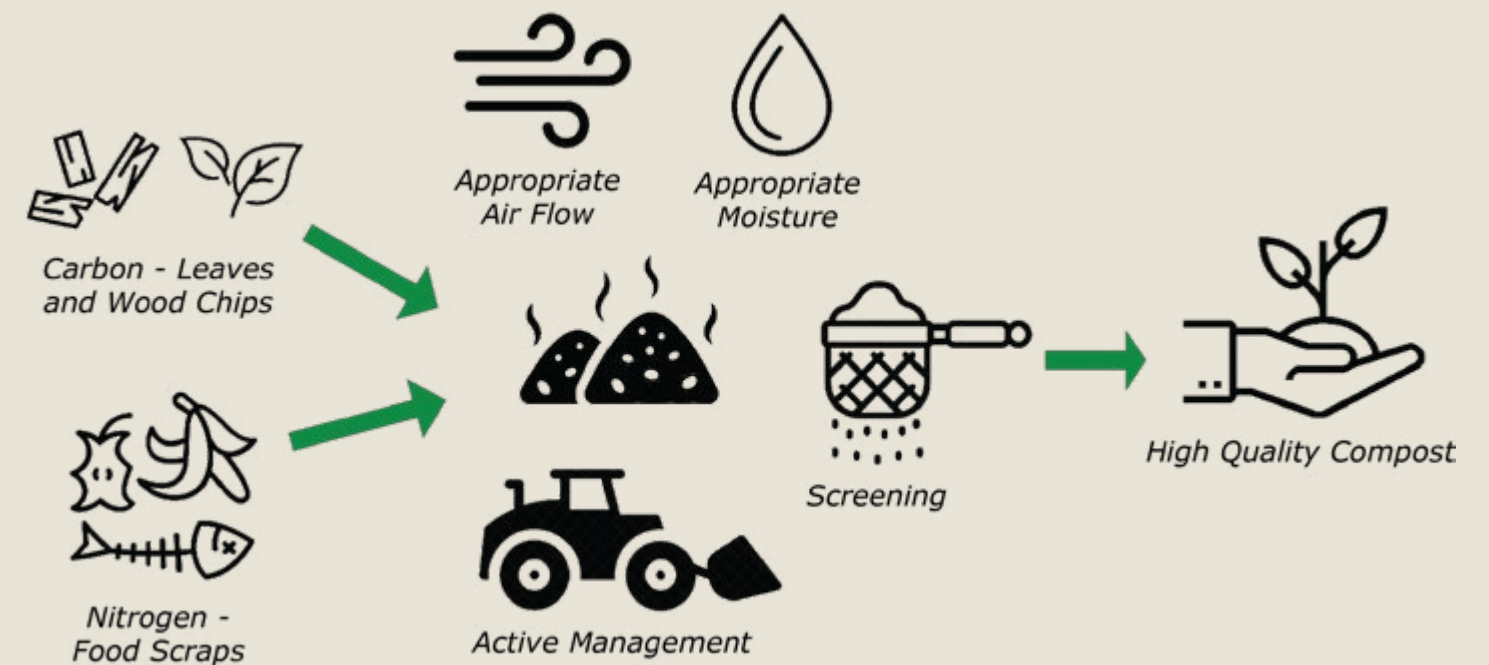 Appropriate
Air Flow
Appropriate
Moisture
Carbon - Leaves
and Wood Chips
High Quality Compost
Screening
Nitrogen -
Food Scraps
Active Management